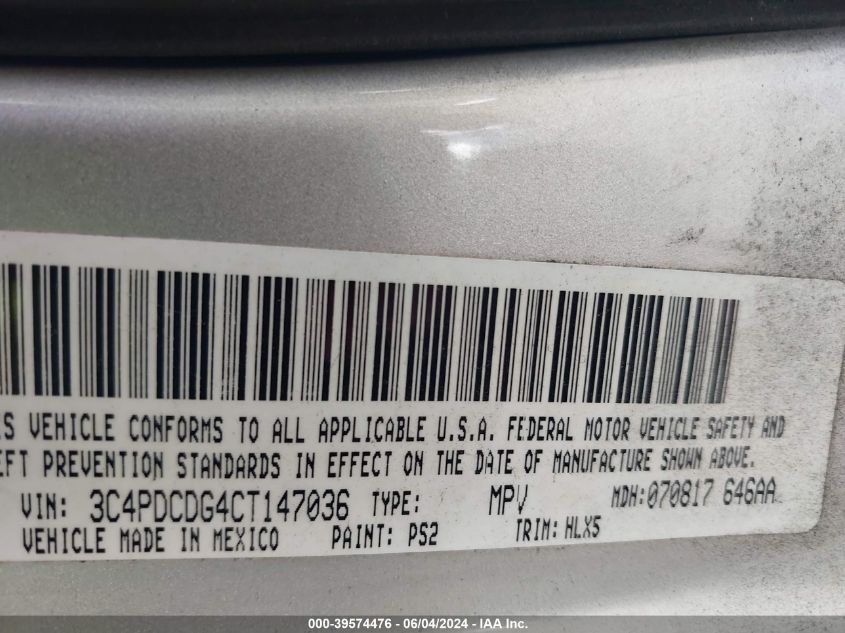 VEHICLE CONFORMS TO ALL APPLICABLE U.S.A. FEDERAL MOTOR VEHICLE SAFETY AND
PREVENTION STANDARDS IN EFFECT ON THE DATE OF MANUFACTURE SHOWN ABOVE.
VIN: 3C4PDCDG4CT147036 TYPE: MPV MDH:070817 646AA
VEHICLE MADE IN MEXICO PAINT: PS2 TRIM: HLX5
000-39574476 - 06/04/2024 - IAA Inc.